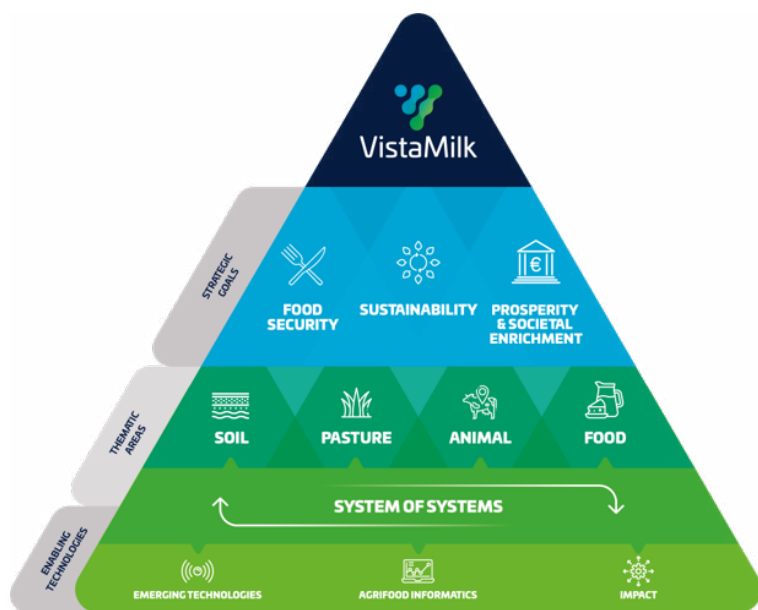 VistaMilk
STRATEGIC
GOALS
€
FOOD
SECURITY
SUSTAINABILITY
PROSPERITY
& SOCIETAL
ENRICHMENT
THEMATIC
AREAS
SOIL
PASTURE
ANIMAL
FOOD
SYSTEM OF SYSTEMS
ENABLING
TECHNOLOGIES
EMERGING TECHNOLOGIES
AGRIFOOD INFORMATICS
IMPACT